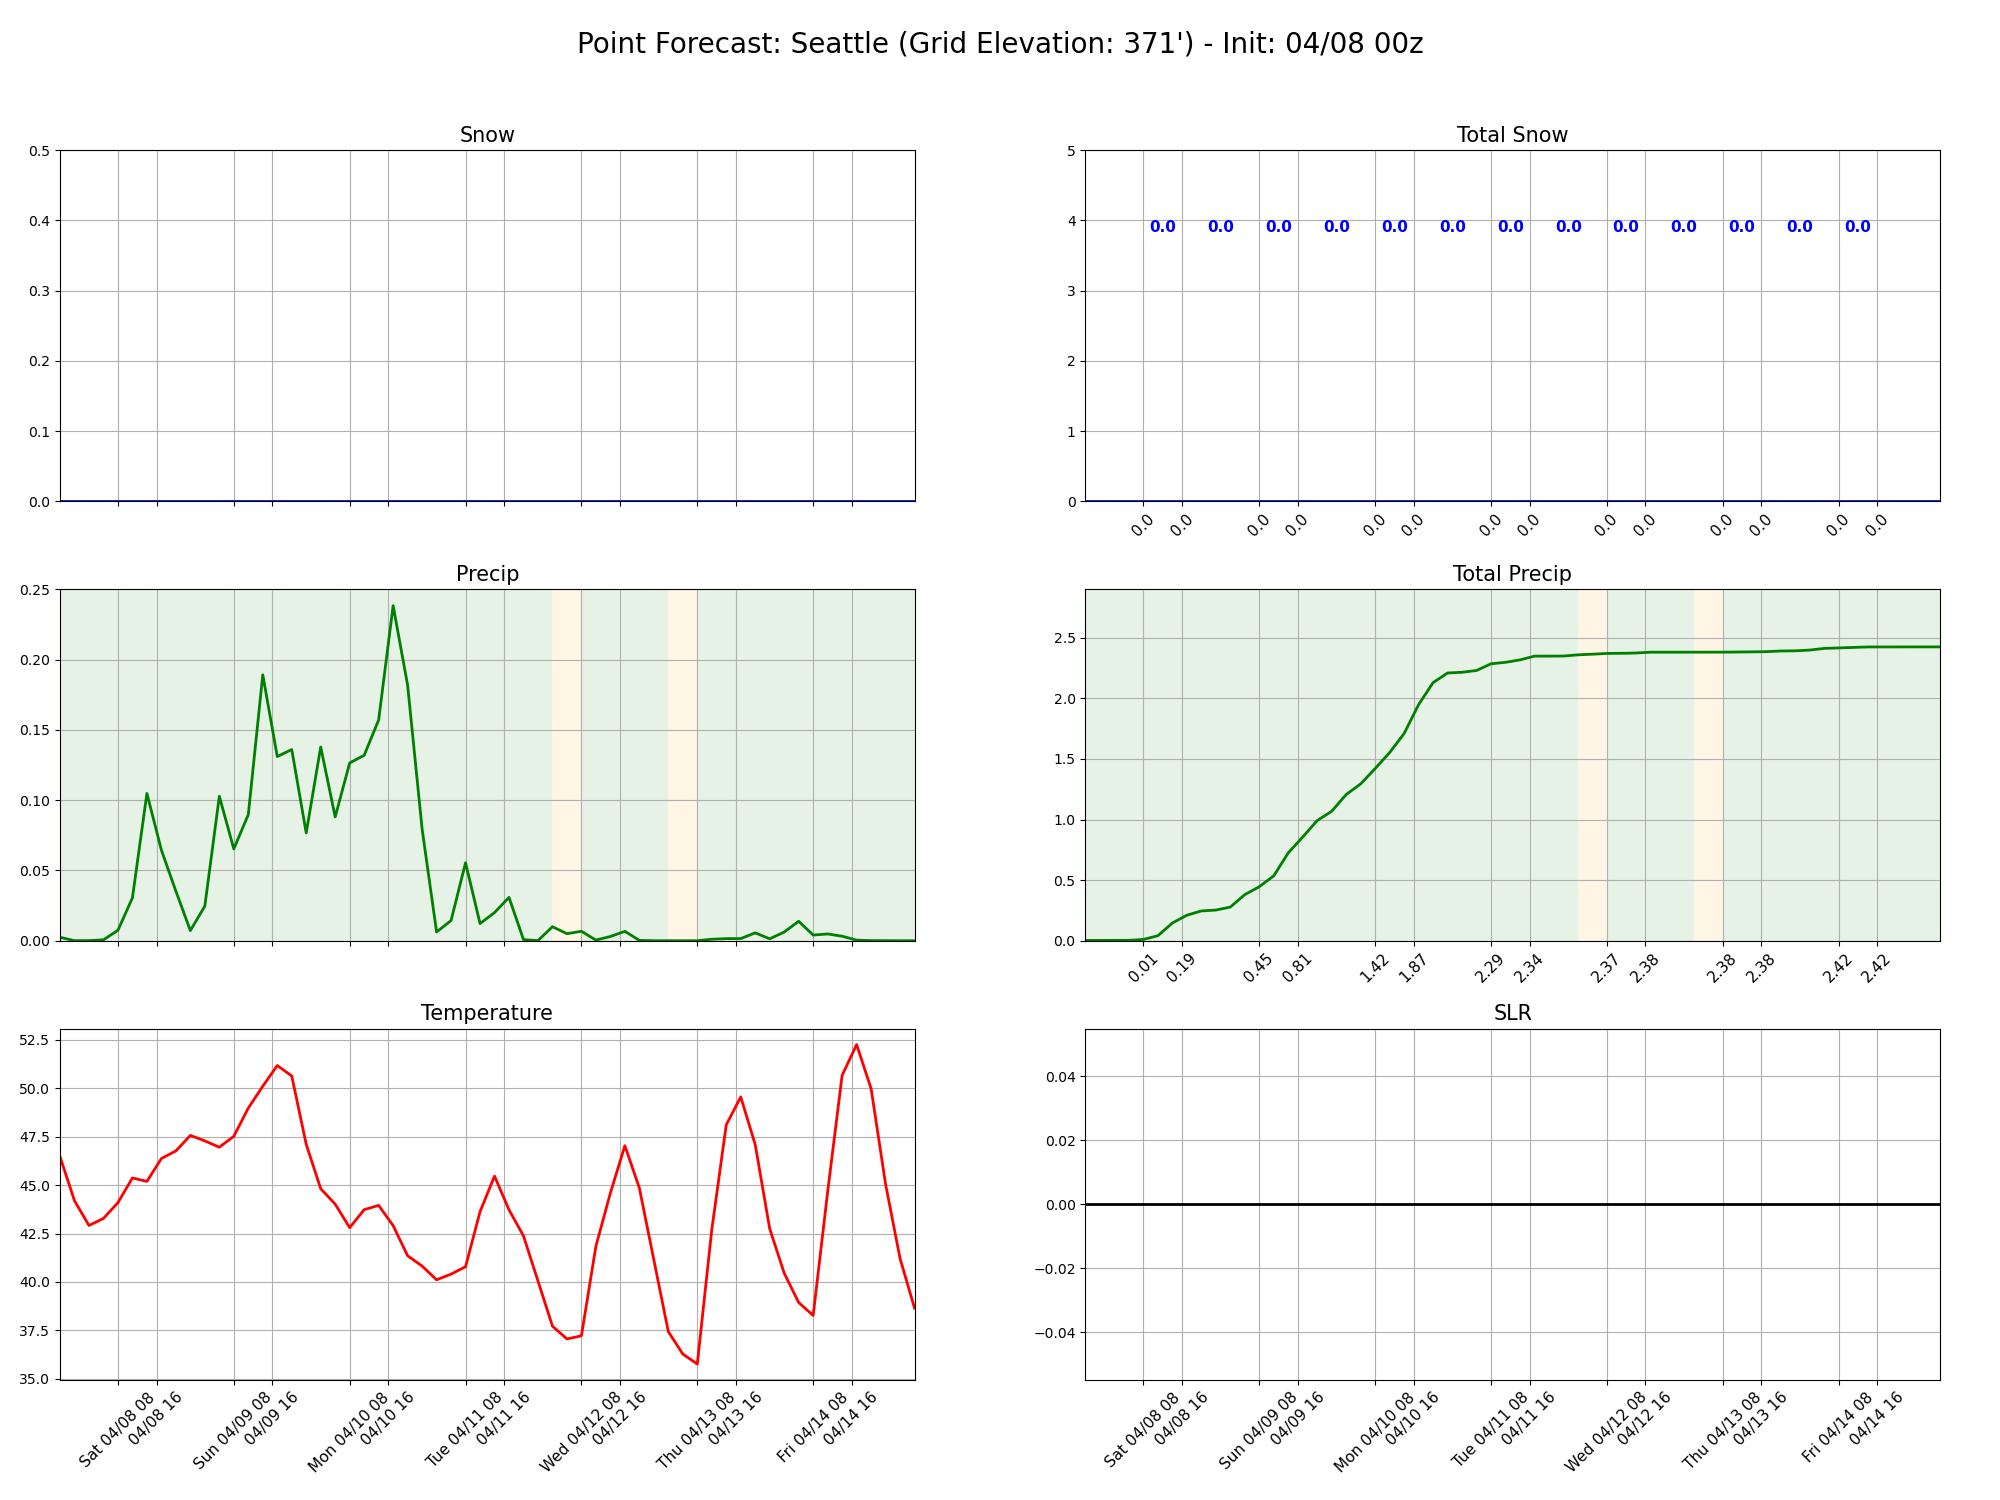 Point Forecast: Seattle (Grid Elevation: 371') - Init: 04/08 00z
Snow
0.5
0.4
0.3
0.2
0.1
0.0
Total Snow
5
4
3
2
1
0
0.0 0.0 0.0 0.0 0.0 0.0 0.0 0.0 0.0 0.0 0.0 0.0 0.0
0.0 0.0 0.0 0.0 0.0 0.0 0.0 0.0 0.0 0.0 0.0 0.0 0.0 0.0
Precip
0.25
0.20
0.15
0.10
0.05
0.00
Total Precip
2.5
2.0
1.5
1.0
0.5
0.0
0.01 0.19 0.45 0.81 1.42 1.87 2.29 2.34 2.37 2.38 2.38 2.38 2.42 2.42
Temperature
52.5
50.0
47.5
45.0
42.5
40.0
37.5
35.0
Sat 04/08 08
04/08 16
Sun 04/09 08
04/09 16
Mon 04/10 08
04/10 16
Tue 04/11 08
04/11 16
Wed 04/12 08
04/12 16
Thu 04/13 08
04/13 16
Fri 04/14 08
04/14 16
SLR
0.04
0.02
0.00
−0.02
−0.04
Sat 04/08 08
04/08 16
Sun 04/09 08
04/09 16
Mon 04/10 08
04/10 16
Tue 04/11 08
04/11 16
Wed 04/12 08
04/12 16
Thu 04/13 08
04/13 16
Fri 04/14 08
04/14 16